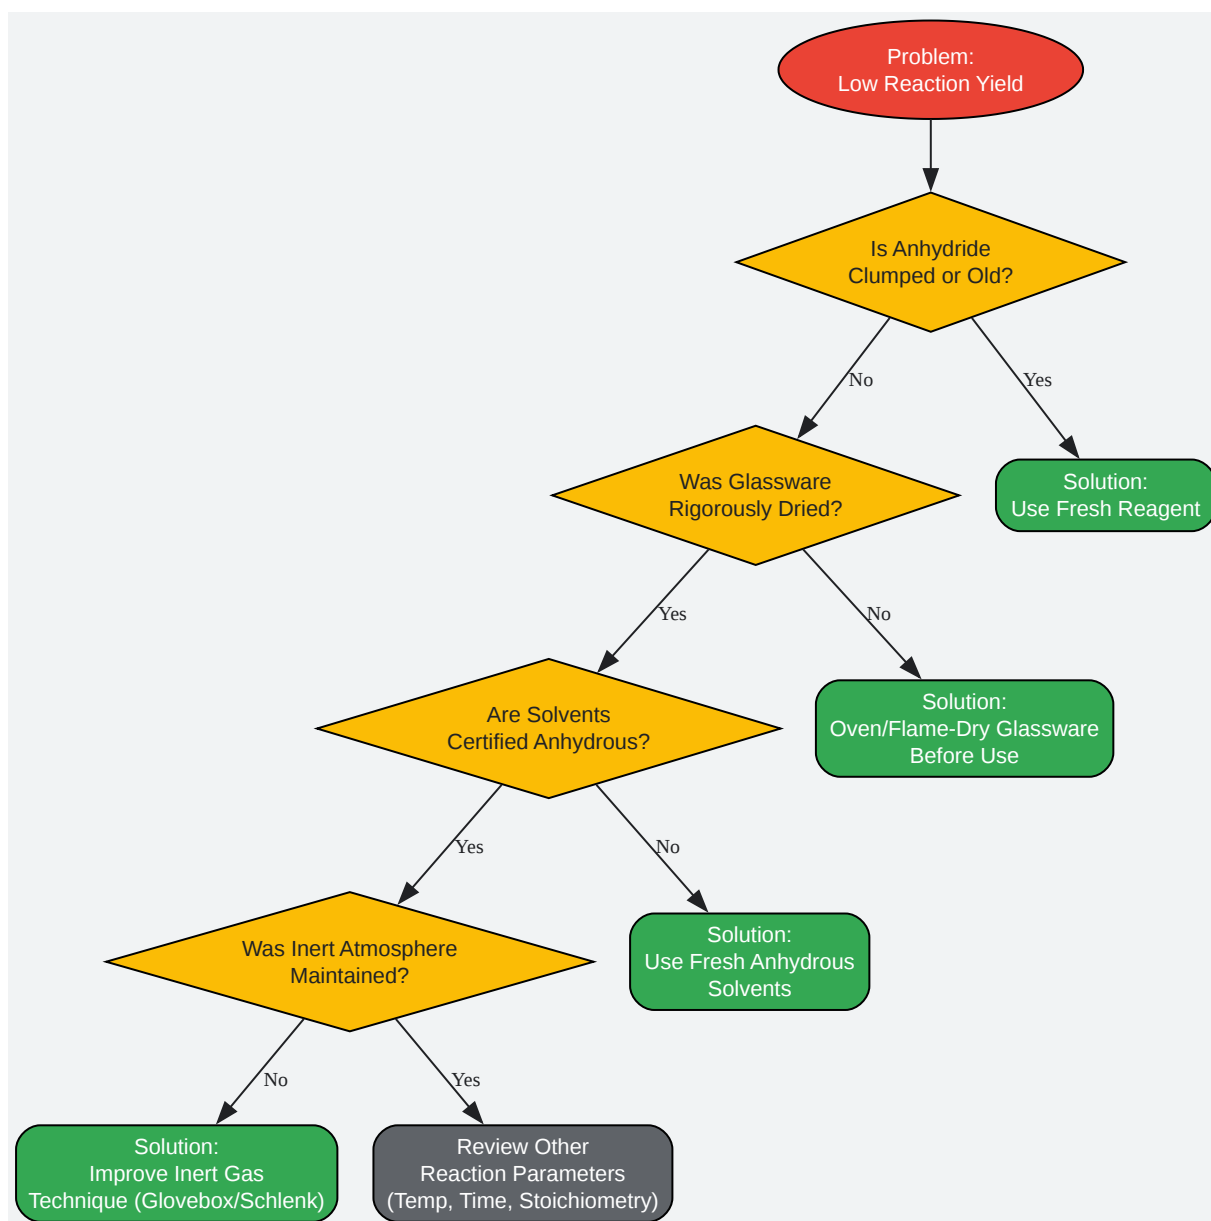 Problem:
Low Reaction Yield
Is Anhydride
Clumped or Old?
No
Yes
Was Glassware
Rigorously Dried?
Solution:
Use Fresh Reagent
Yes
No
Are Solvents
Certified Anhydrous?
Solution:
Oven/Flame-Dry Glassware
Before Use
Yes
No
Was Inert Atmosphere
Maintained?
Solution:
Use Fresh Anhydrous
Solvents
No
Yes
Solution:
Improve Inert Gas
Technique (Glovebox/Schlenk)
Review Other
Reaction Parameters
(Temp, Time, Stoichiometry)